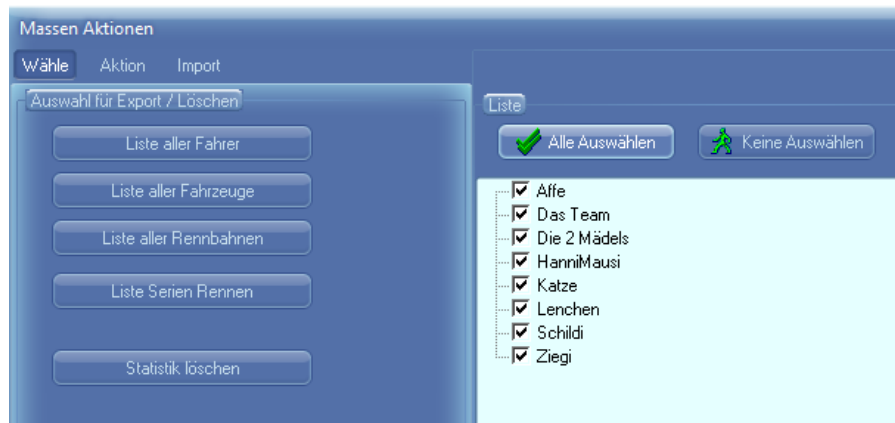 Massen Aktionen
Wähle Aktion Import
Auswahl für Export / Löschen
Liste aller Fahrer
Liste aller Fahrzeuge
Liste aller Rennbahnen
Liste Serien Rennen
Statistik löschen
Liste
Alle Auswählen Keine Auswählen
Affe
Das Team
Die 2 Mädels
HanniMausi
Katze
Lenchen
Schildi
Ziegi